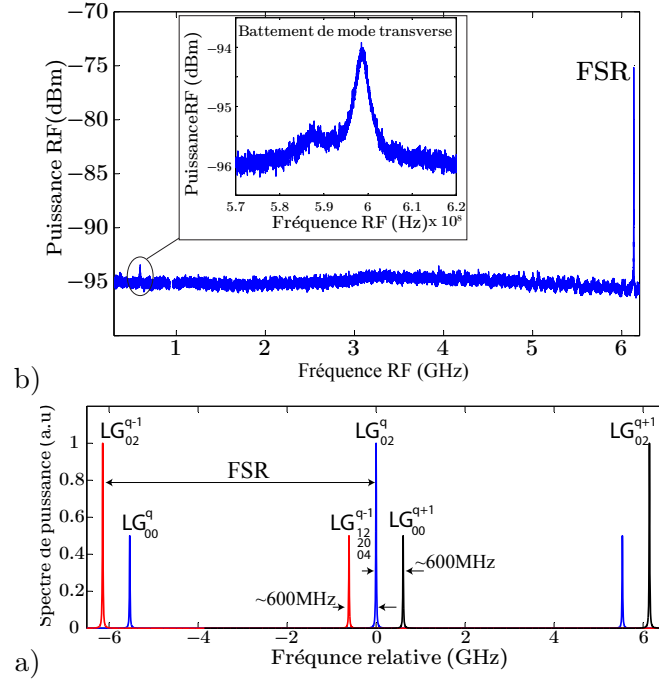 −70
−75
−80
−85
−90
−95
Puissance RF(dBm)
Battement de mode transverse
−94
−95
−96
PuissanceRF (dBm)
5.7 5.8 5.9 6 6.1 6.2
Fréquence RF (Hz) x 10⁸
FSR
1 2 3 4 5 6
Fréquence RF (GHz)
b)
Spectre de puissance (a.u)
1
0.8
0.6
0.4
0.2
0
LG02 q-1
LG02 q
LG02 q+1
FSR
LG00 q
LG12 q-1
20
04
LG00 q+1
~600MHz
~600MHz
−6 −4 −2 0 2 4 6
Fréqunce relative (GHz)
a)